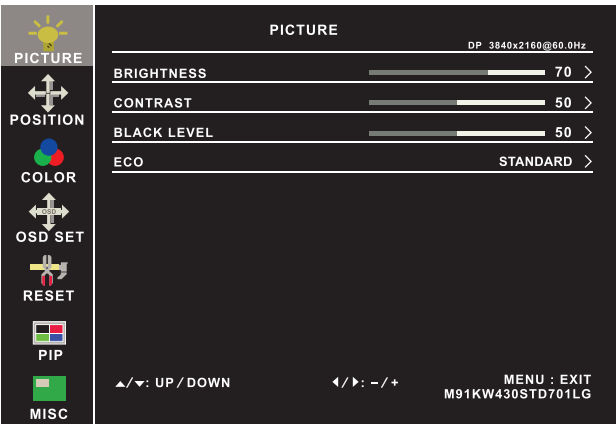 PICTURE
DP 3840x2160@60.0Hz
PICTURE
BRIGHTNESS 70
CONTRAST 50
BLACK LEVEL 50
ECO STANDARD
POSITION
COLOR
OSD
OSD SET
RESET
PIP
MISC
▲/▼: UP / DOWN ◀/▶: – / + MENU : EXIT
M91KW430STD701LG